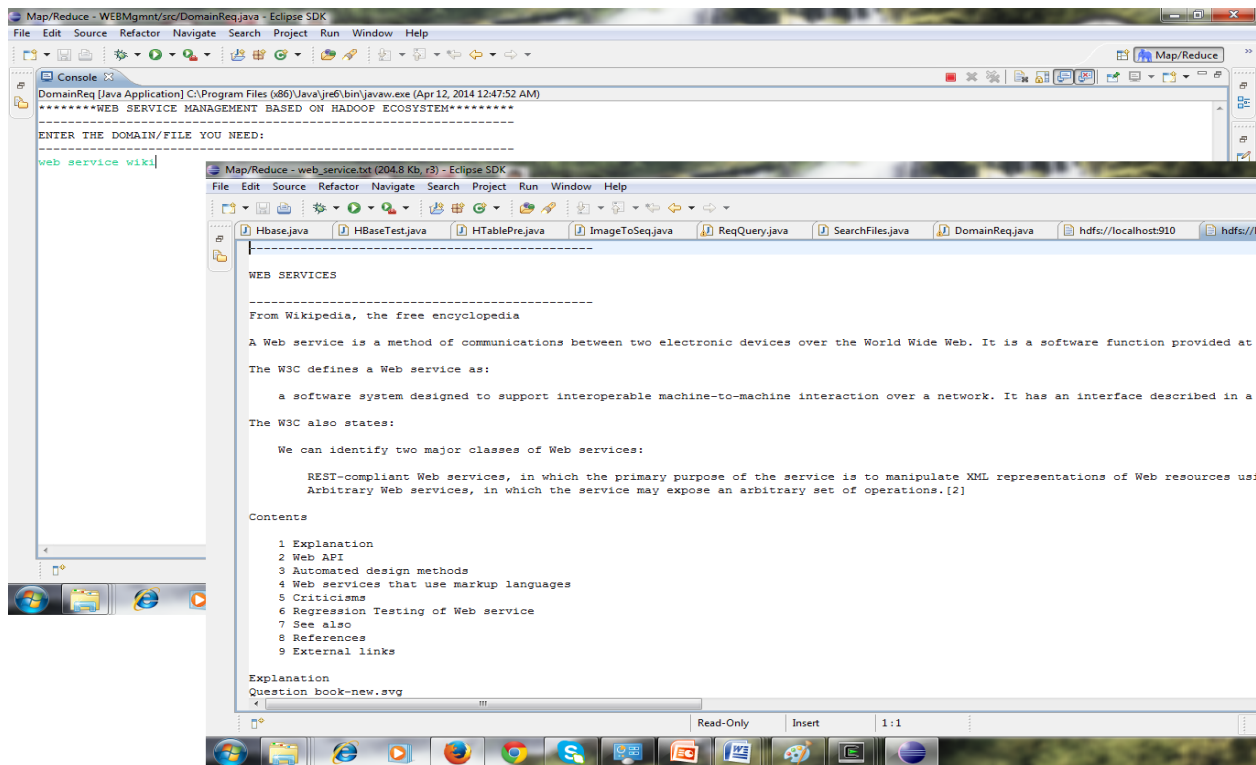 Map/Reduce - WEBMgmnt/src/DomainReq.java - Eclipse SDK
File Edit Source Refactor Navigate Search Project Run Window Help
Map/Reduce
»
Console
DomainReq [Java Application] C:\Program Files (x86)\Java\jre6\bin\javaw.exe (Apr 12, 2014 12:47:52 AM)
********WEB SERVICE MANAGEMENT BASED ON HADOOP ECOSYSTEM*********
-----------------------------------------------------------------
ENTER THE DOMAIN/FILE YOU NEED:
-----------------------------------------------------------------
web service wiki
Map/Reduce - web_service.txt (204.8 Kb, r3) - Eclipse SDK
File Edit Source Refactor Navigate Search Project Run Window Help
Hbase.java HBaseTest.java HTablePre.java ImageToSeq.java ReqQuery.java SearchFiles.java DomainReq.java hdfs://localhost:910 hdfs://
-----------------------------------------------
WEB SERVICES
-----------------------------------------------
From Wikipedia, the free encyclopedia
A Web service is a method of communications between two electronic devices over the World Wide Web. It is a software function provided at
The W3C defines a Web service as:
a software system designed to support interoperable machine-to-machine interaction over a network. It has an interface described in a
The W3C also states:
We can identify two major classes of Web services:
REST-compliant Web services, in which the primary purpose of the service is to manipulate XML representations of Web resources usi
Arbitrary Web services, in which the service may expose an arbitrary set of operations.[2]
Contents
1 Explanation
2 Web API
3 Automated design methods
4 Web services that use markup languages
5 Criticisms
6 Regression Testing of Web service
7 See also
8 References
9 External links
Explanation
Question book-new.svg
Read-Only Insert 1 : 1